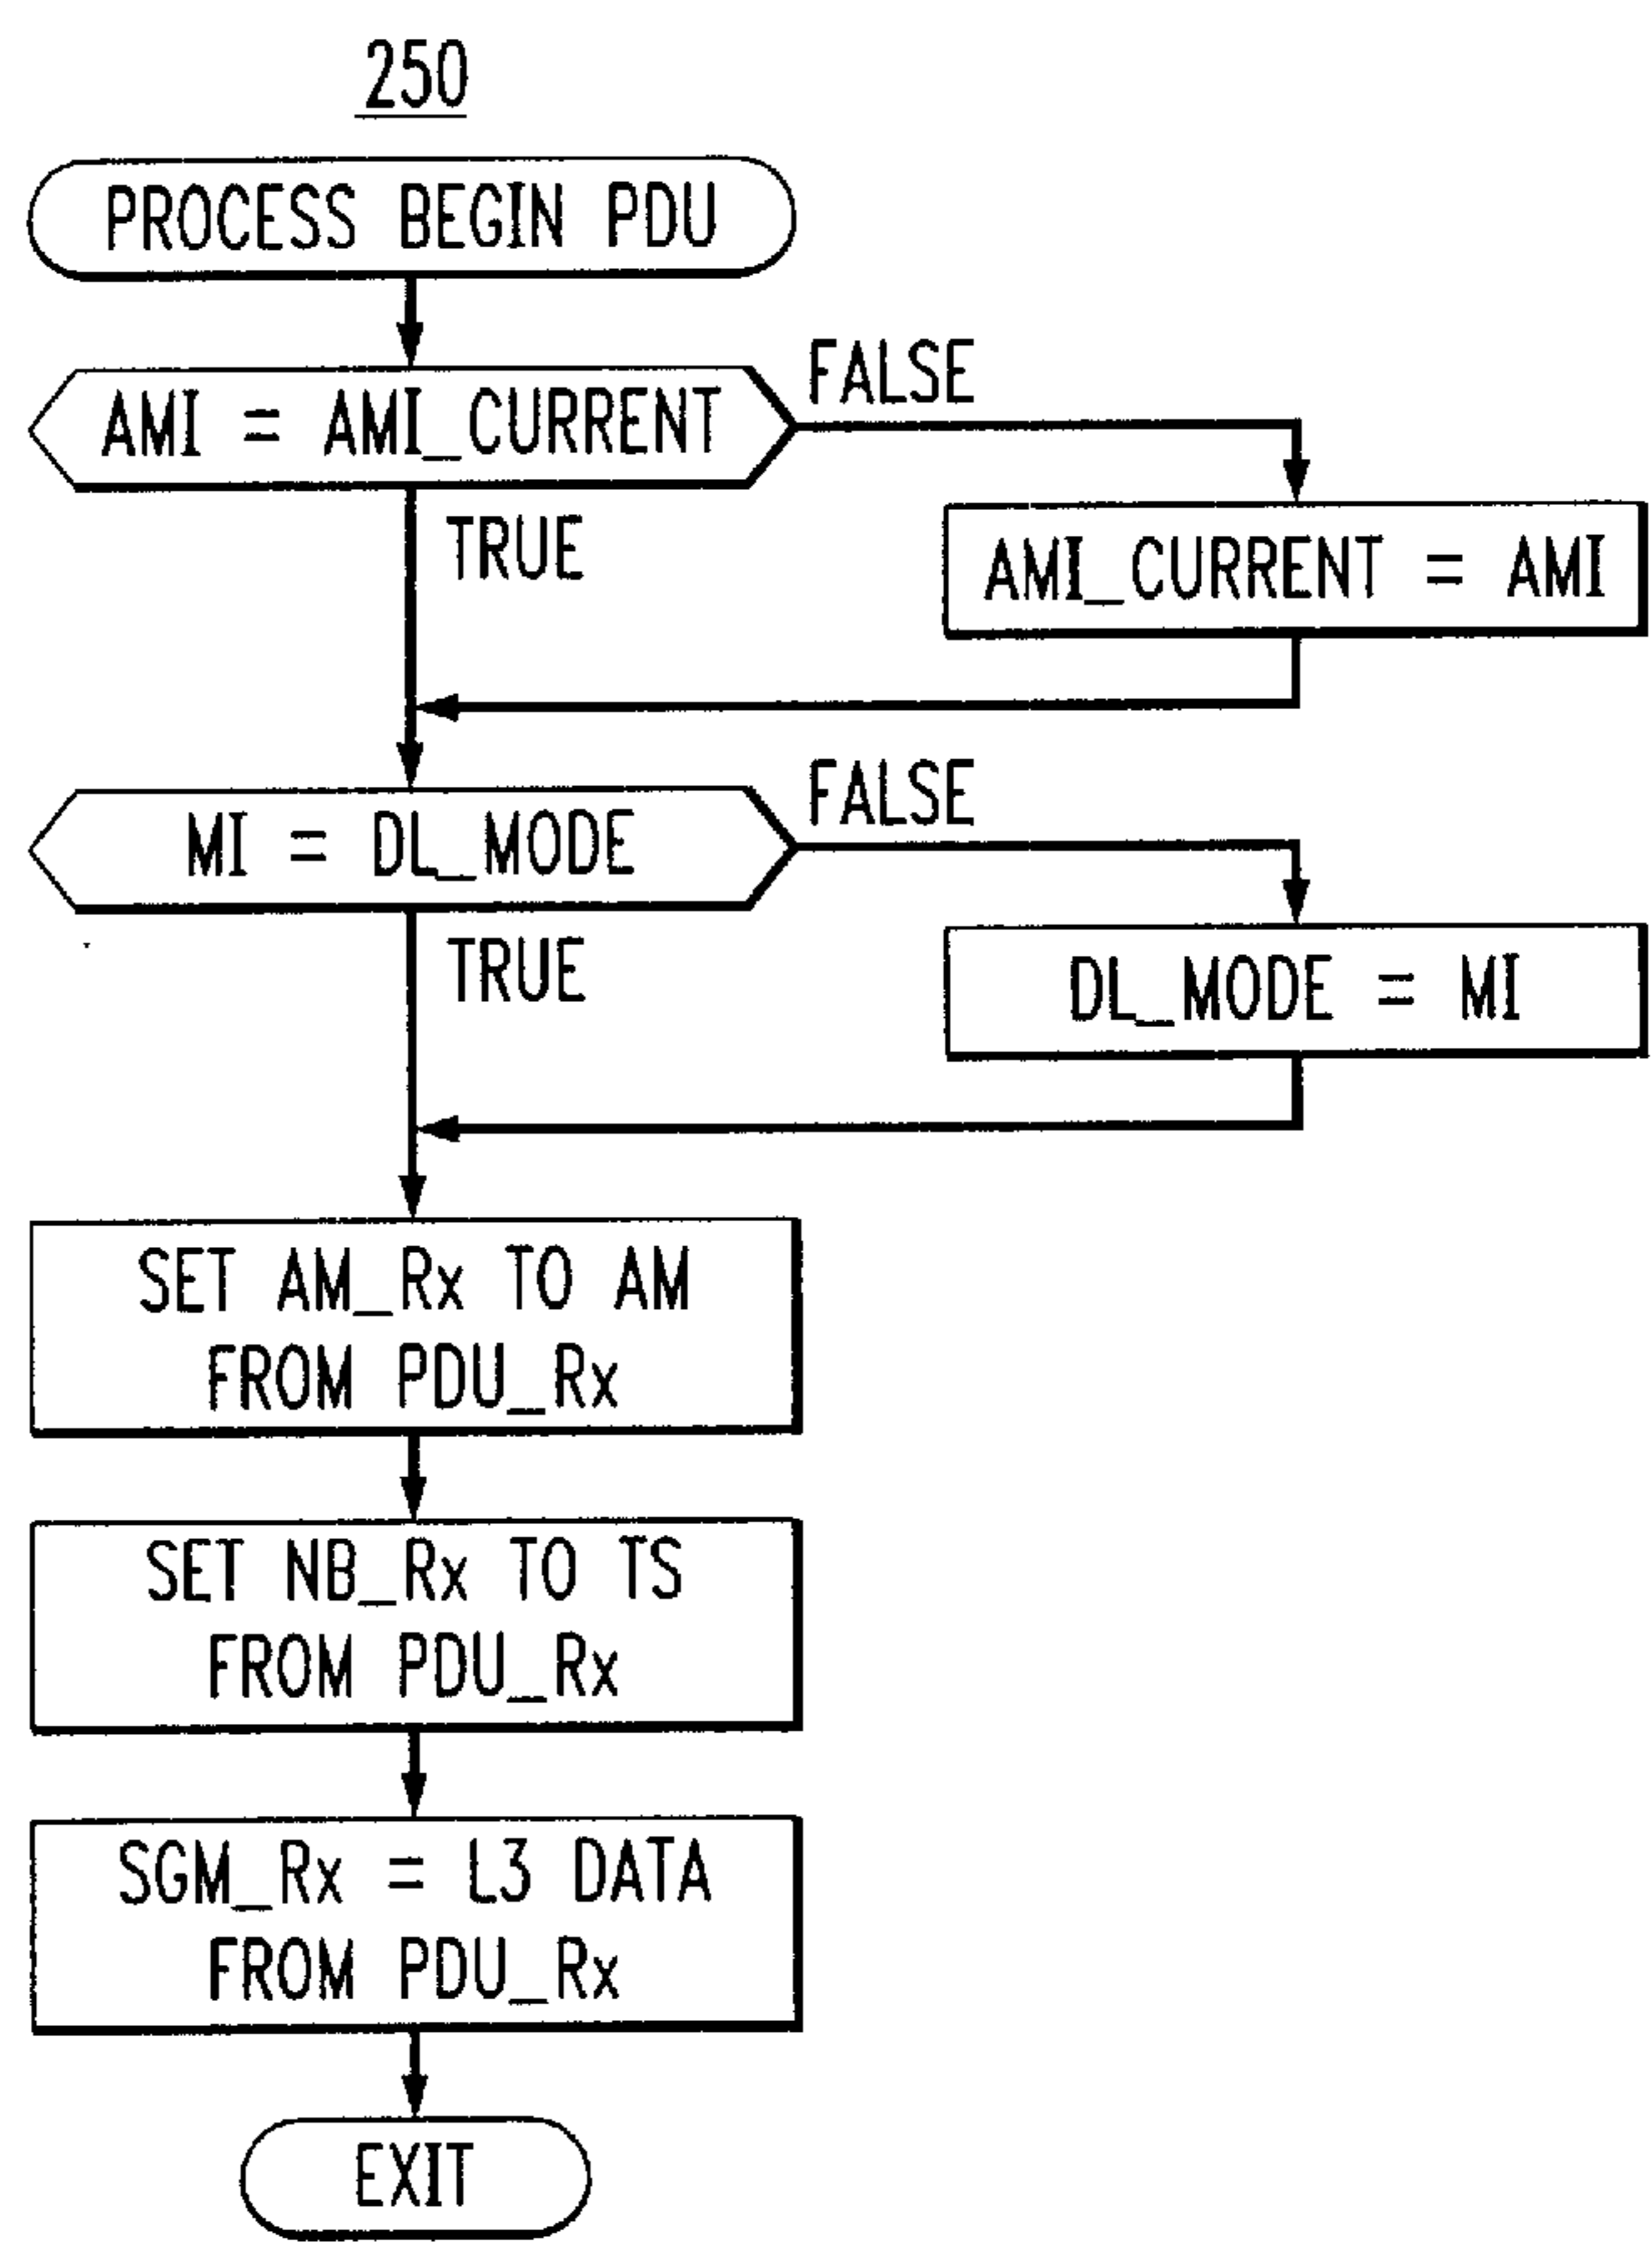 250
PROCESS BEGIN PDU
AMI = AMI_CURRENT
FALSE
TRUE
AMI_CURRENT = AMI
MI = DL_MODE
FALSE
TRUE
DL_MODE = MI
SET AM_Rx TO AM
FROM PDU_Rx
SET NB_Rx TO TS
FROM PDU_Rx
SGM_Rx = L3 DATA
FROM PDU_Rx
EXIT